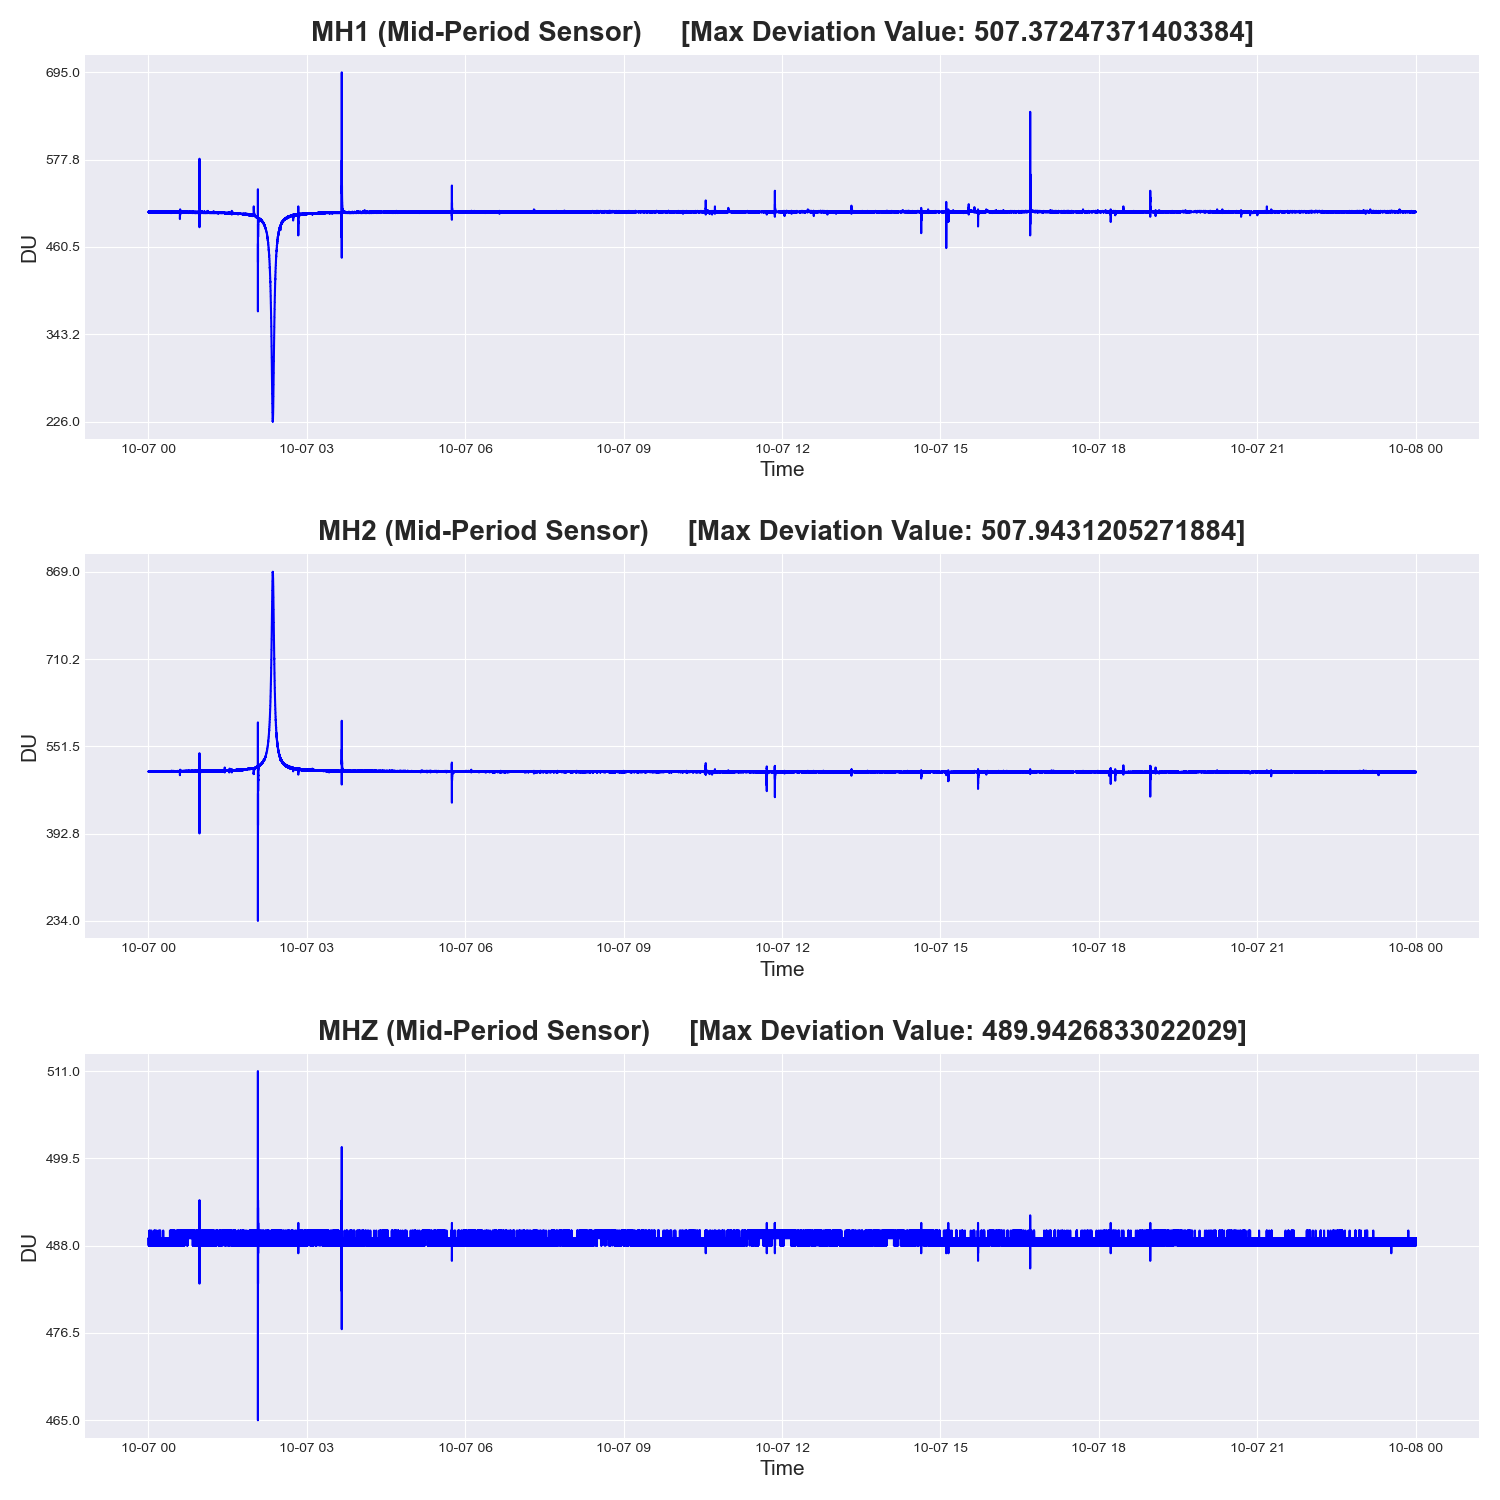 MH1 (Mid-Period Sensor) [Max Deviation Value: 507.37247371403384]
695.0
577.8
460.5
343.2
226.0
DU
10-07 00 10-07 03 10-07 06 10-07 09 10-07 12 10-07 15 10-07 18 10-07 21 10-08 00
Time
MH2 (Mid-Period Sensor) [Max Deviation Value: 507.9431205271884]
869.0
710.2
551.5
392.8
234.0
DU
10-07 00 10-07 03 10-07 06 10-07 09 10-07 12 10-07 15 10-07 18 10-07 21 10-08 00
Time
MHZ (Mid-Period Sensor) [Max Deviation Value: 489.9426833022029]
511.0
499.5
488.0
476.5
465.0
DU
10-07 00 10-07 03 10-07 06 10-07 09 10-07 12 10-07 15 10-07 18 10-07 21 10-08 00
Time